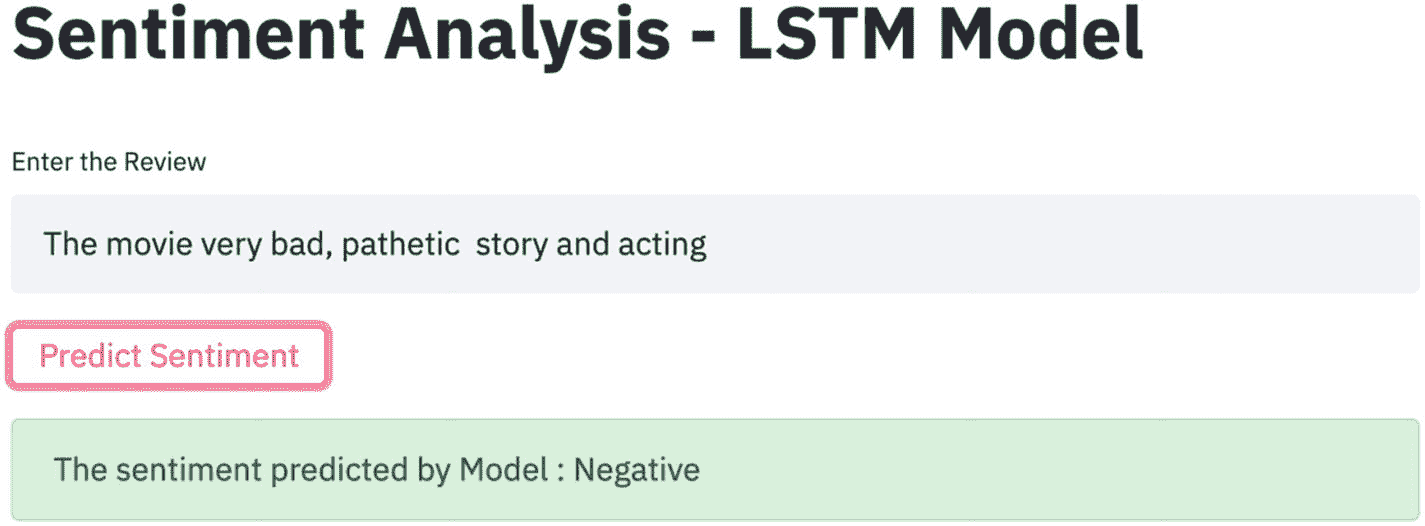 Sentiment Analysis - LSTM Model
Enter the Review
The movie very bad, pathetic  story and acting
Predict Sentiment
The sentiment predicted by Model : Negative